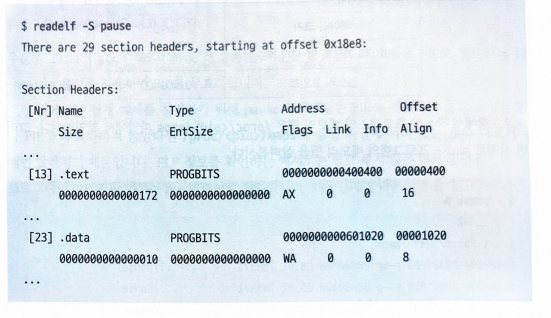 $ readelf -S pause
There are 29 section headers, starting at offset 0x18e8:
Section Headers:
[Nr] Name Type Address Offset
Size EntSize Flags Link Info Align
...
[13] .text PROGBITS 0000000000400400 00000400
0000000000000172 0000000000000000 AX 0 0 16
...
[23] .data PROGBITS 0000000000601020 00001020
0000000000000010 0000000000000000 WA 0 0 8
...